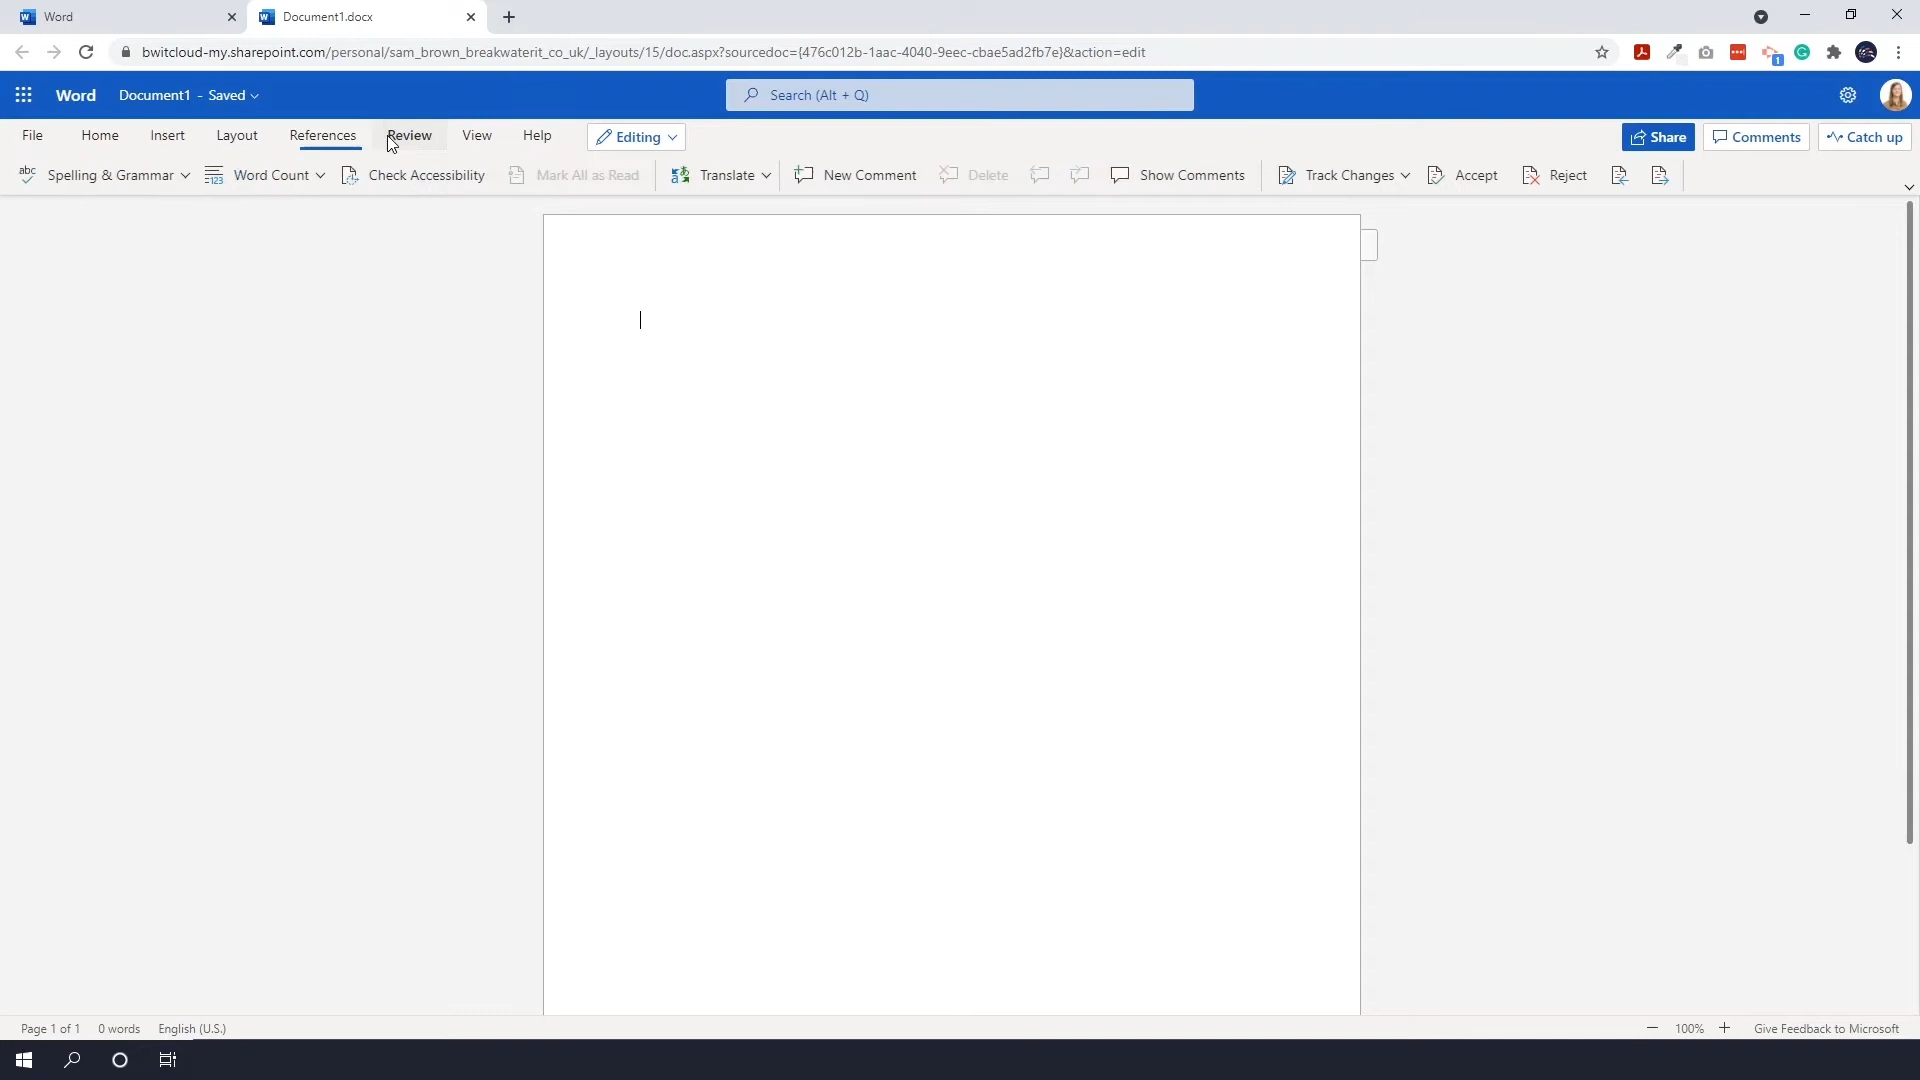 Word
Document1.docx
bwitcloud-my.sharepoint.com/personal/sam_brown_breakwaterit_co_uk/_layouts/15/doc.aspx?sourcedoc={476c012b-1aac-4040-9eec-cbae5ad2fb7e}&action=edit
1
Word Document1 - Saved
Search (Alt + Q)
File Home Insert Layout References Review View Help Editing Share Comments Catch up
abc Spelling & Grammar 123 Word Count Check Accessibility Mark All as Read Translate New Comment Delete Show Comments Track Changes Accept Reject
Page 1 of 1 0 words English (U.S.) 100% Give Feedback to Microsoft